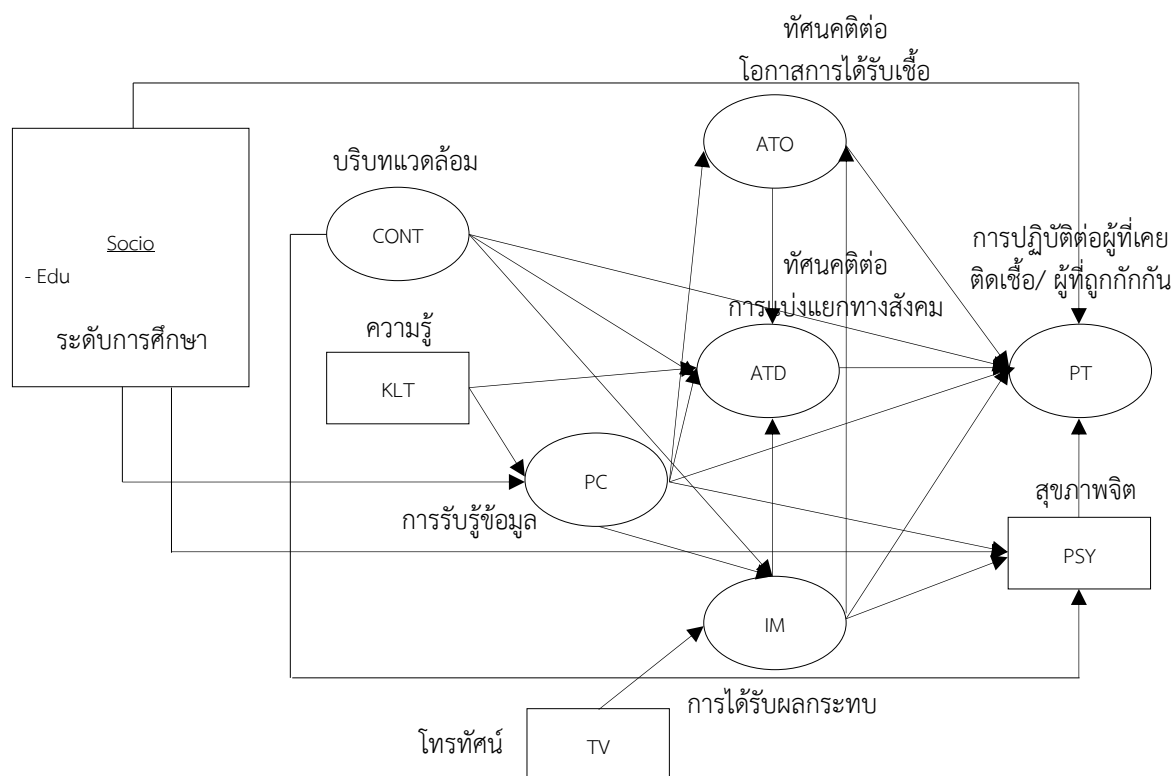 ทัศนคติต่อ
โอกาสการได้รับเชื้อ
ATO
บริบทแวดล้อม
CONT
Socio
- Edu
ระดับการศึกษา
การปฏิบัติต่อผู้ที่เคย
ติดเชื้อ/ ผู้ที่ถูกกักกัน
ทัศนคติต่อ
การแบ่งแยกทางสังคม
ความรู้
KLT
ATD
PT
PC
การรับรู้ข้อมูล
สุขภาพจิต
PSY
IM
การได้รับผลกระทบ
โทรทัศน์
TV